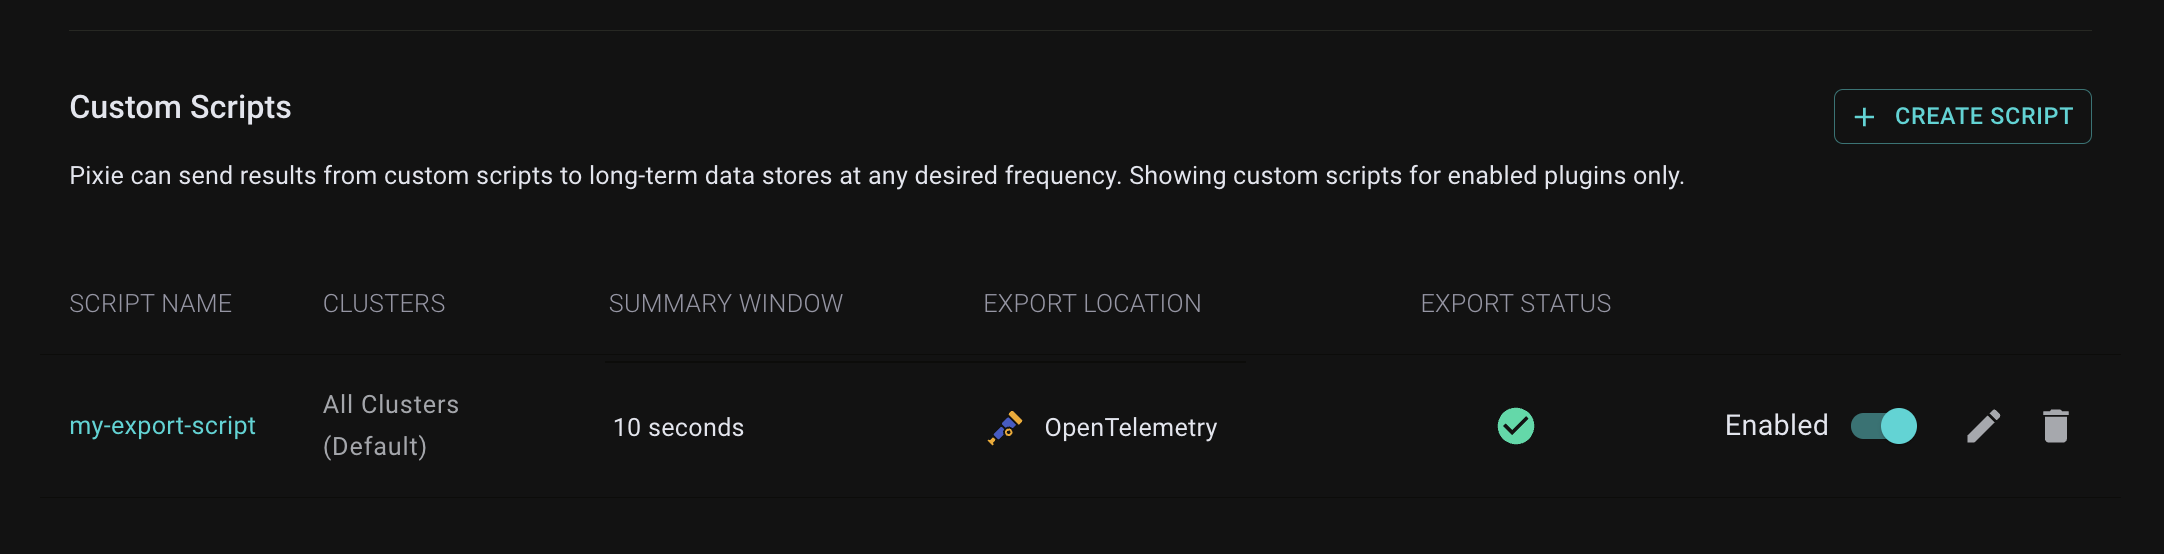 Custom Scripts
+ CREATE SCRIPT
Pixie can send results from custom scripts to long-term data stores at any desired frequency. Showing custom scripts for enabled plugins only.
SCRIPT NAME CLUSTERS SUMMARY WINDOW EXPORT LOCATION EXPORT STATUS
my-export-script All Clusters (Default) 10 seconds OpenTelemetry Enabled